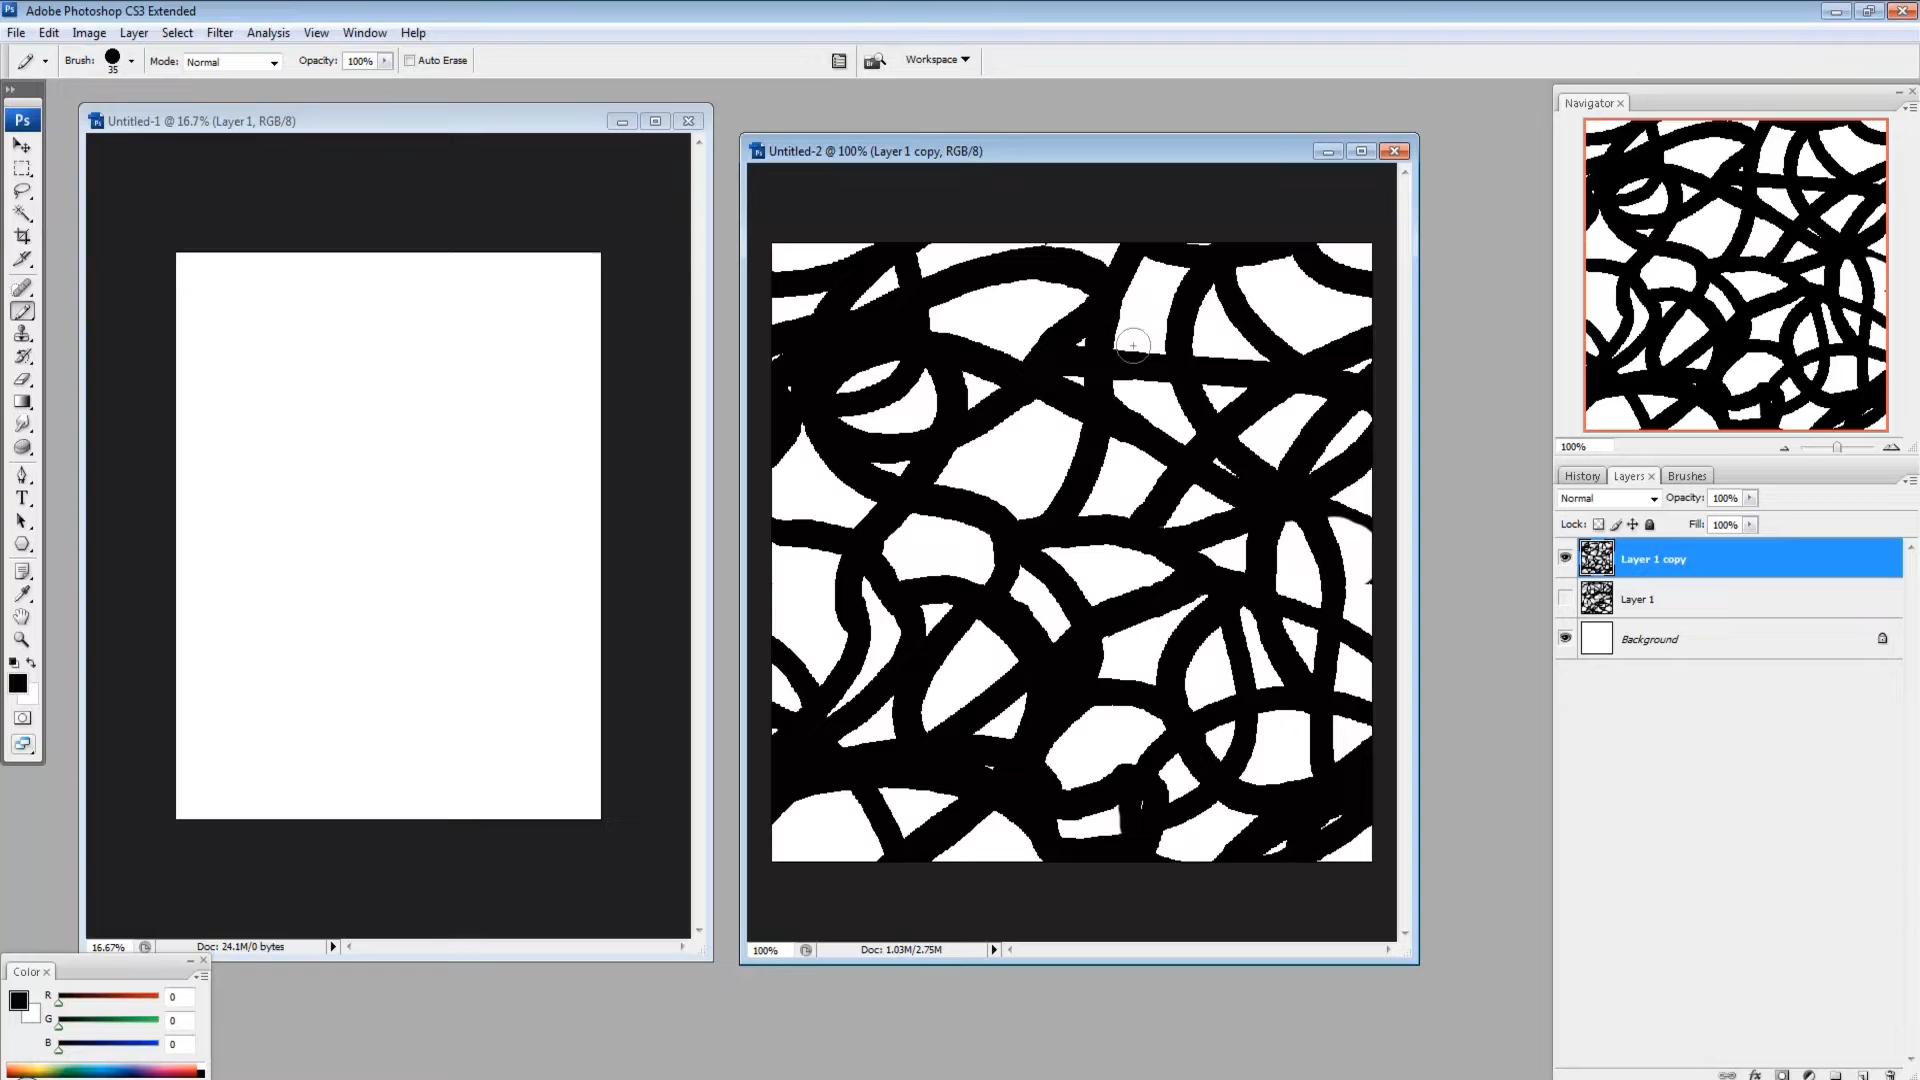 Ps Adobe Photoshop CS3 Extended
File Edit Image Layer Select Filter Analysis View Window Help
Brush: 35 Mode: Normal Opacity: 100% Auto Erase Workspace
Ps
Untitled-1 @ 16.7% (Layer 1, RGB/8)
T
16.67% Doc: 24.1M/0 bytes
Untitled-2 @ 100% (Layer 1 copy, RGB/8)
100% Doc: 1.03M/2.75M
Navigator
100%
History Layers Brushes
Normal Opacity: 100%
Lock: Fill: 100%
Layer 1 copy
Layer 1
Background
fx
Color
R 0
G 0
B 0